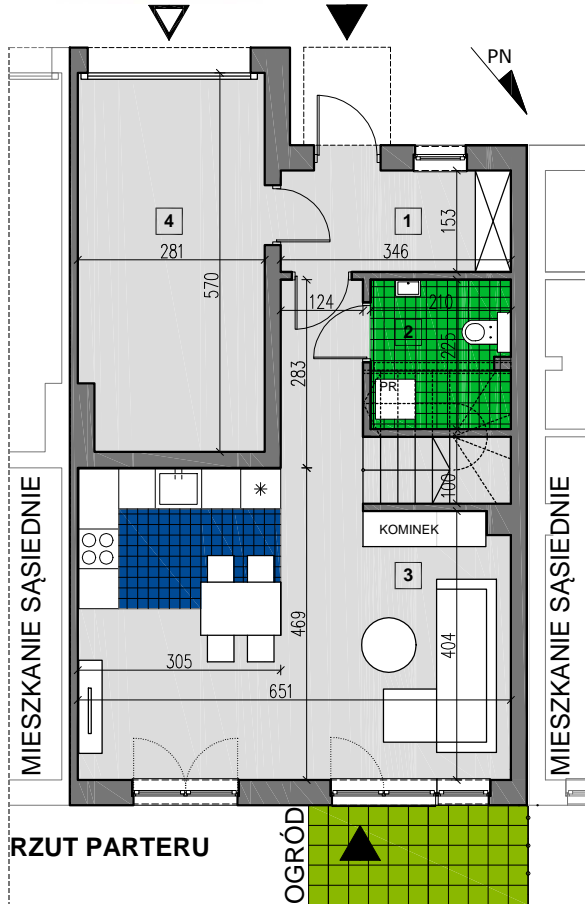 PN
4
1
281
346
153
570
124
210
2
225
283
PR
100
KOMINEK
3
469
404
305
651
MIESZKANIE SĄSIEDNIE
MIESZKANIE SĄSIEDNIE
RZUT PARTERU
OGRÓD